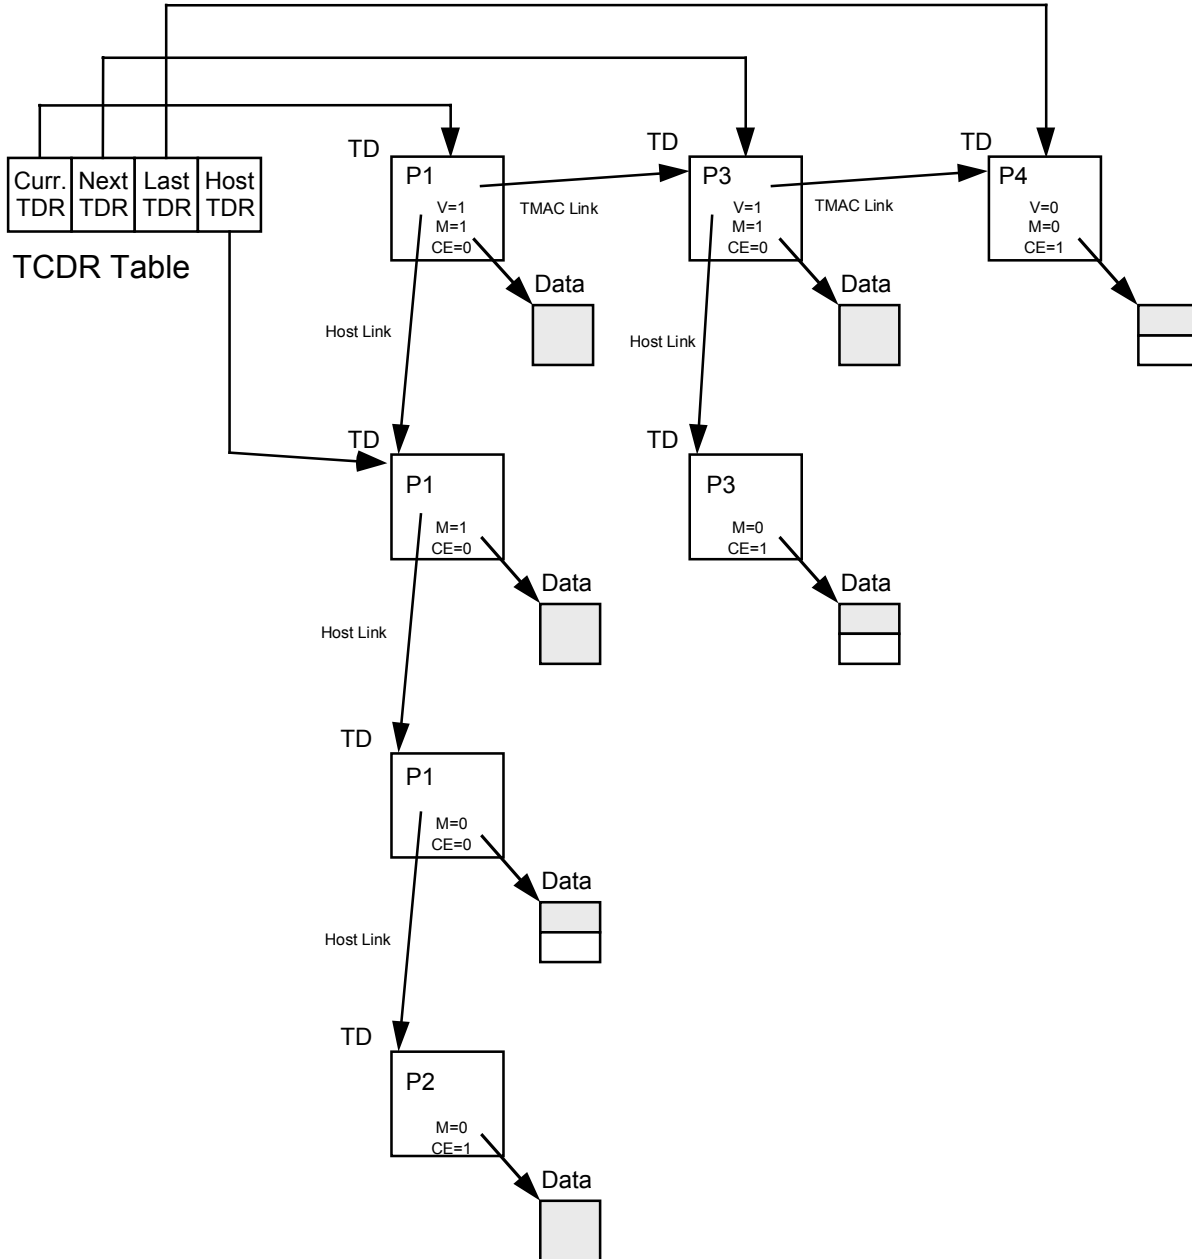 TD
TD
TD
Curr.
TDR
Next
TDR
Last
TDR
Host
TDR
TCDR Table
P1
V=1
M=1
CE=0
TMAC Link
P3
V=1
M=1
CE=0
TMAC Link
P4
V=0
M=0
CE=1
Data
Data
Host Link
Host Link
TD
P1
M=1
CE=0
TD
P3
M=0
CE=1
Data
Data
Host Link
TD
P1
M=0
CE=0
Data
Host Link
TD
P2
M=0
CE=1
Data